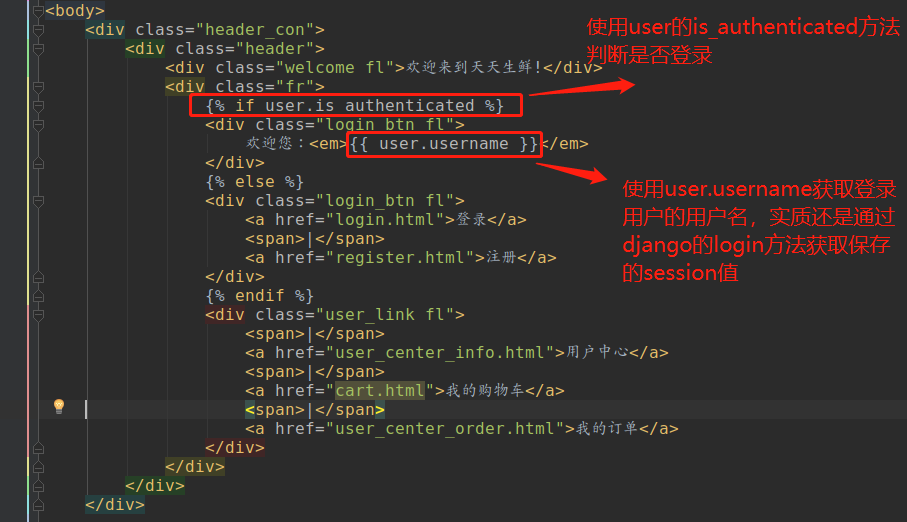 <body>
<div class="header_con">
<div class="header">
<div class="welcome fl">欢迎来到天天生鲜!</div>
<div class="fr">
{% if user.is_authenticated %}
<div class="login_btn fl">
欢迎您：<em>{{ user.username }}</em>
</div>
{% else %}
<div class="login_btn fl">
<a href="login.html">登录</a>
<span>|</span>
<a href="register.html">注册</a>
</div>
{% endif %}
<div class="user_link fl">
<span>|</span>
<a href="user_center_info.html">用户中心</a>
<span>|</span>
<a href="cart.html">我的购物车</a>
<span>|</span>
<a href="user_center_order.html">我的订单</a>
</div>
</div>
</div>
</div>
使用user的is_authenticated方法
判断是否登录
使用user.username获取登录
用户的用户名，实质还是通过
django的login方法获取保存
的session值